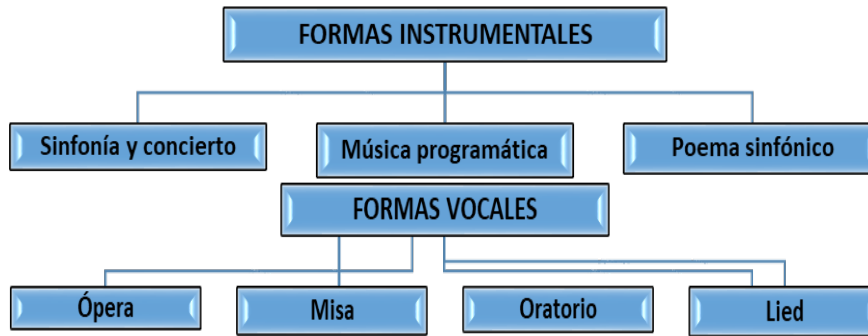 FORMAS INSTRUMENTALES
Sinfonía y concierto
Música programática
Poema sinfónico
FORMAS VOCALES
Ópera
Misa
Oratorio
Lied